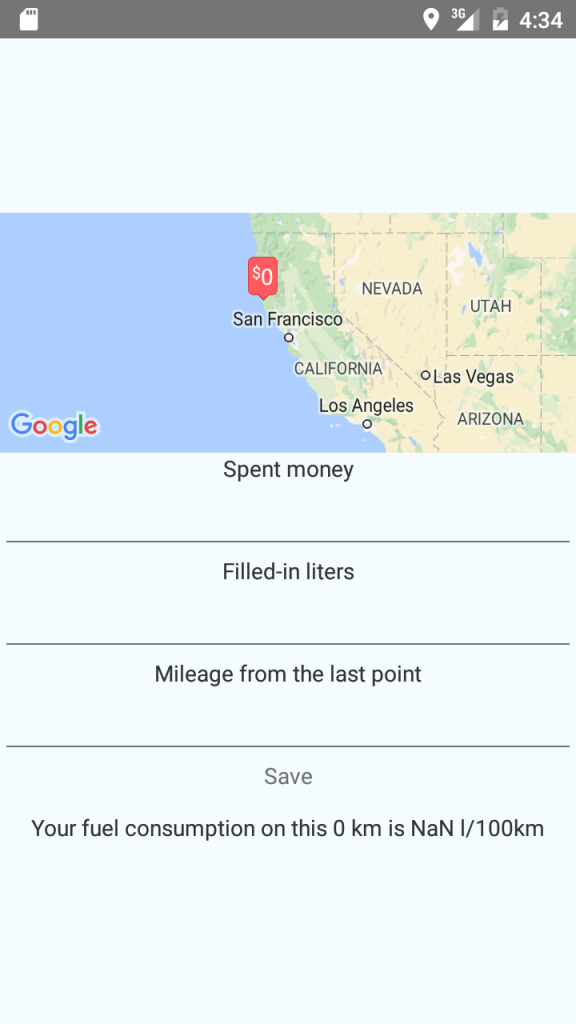 3G 4:34
$0
NEVADA
UTAH
San Francisco
CALIFORNIA
Las Vegas
Los Angeles
ARIZONA
Google
Spent money
Filled-in liters
Mileage from the last point
Save
Your fuel consumption on this 0 km is NaN l/100km